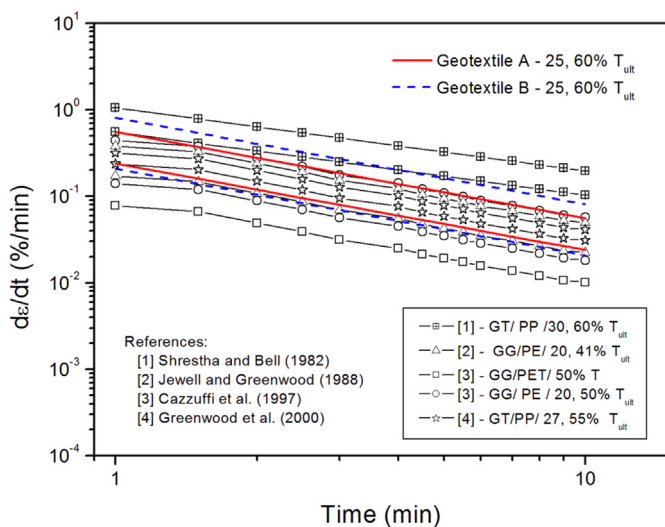 10¹
10⁰
10⁻¹
10⁻²
10⁻³
10⁻⁴
dε/dt (%/min)
Geotextile A - 25, 60% Tult
Geotextile B - 25, 60% Tult
References:
[1] Shrestha and Bell (1982)
[2] Jewell and Greenwood (1988)
[3] Cazzuffi et al. (1997)
[4] Greenwood et al. (2000)
[1] - GT/ PP /30, 60% Tult
[2] - GG/PE/ 20, 41% Tult
[3] - GG/PET/ 50% T
[3] - GG/ PE / 20, 50% Tult
[4] - GT/PP/ 27, 55% Tult
1
10
Time (min)